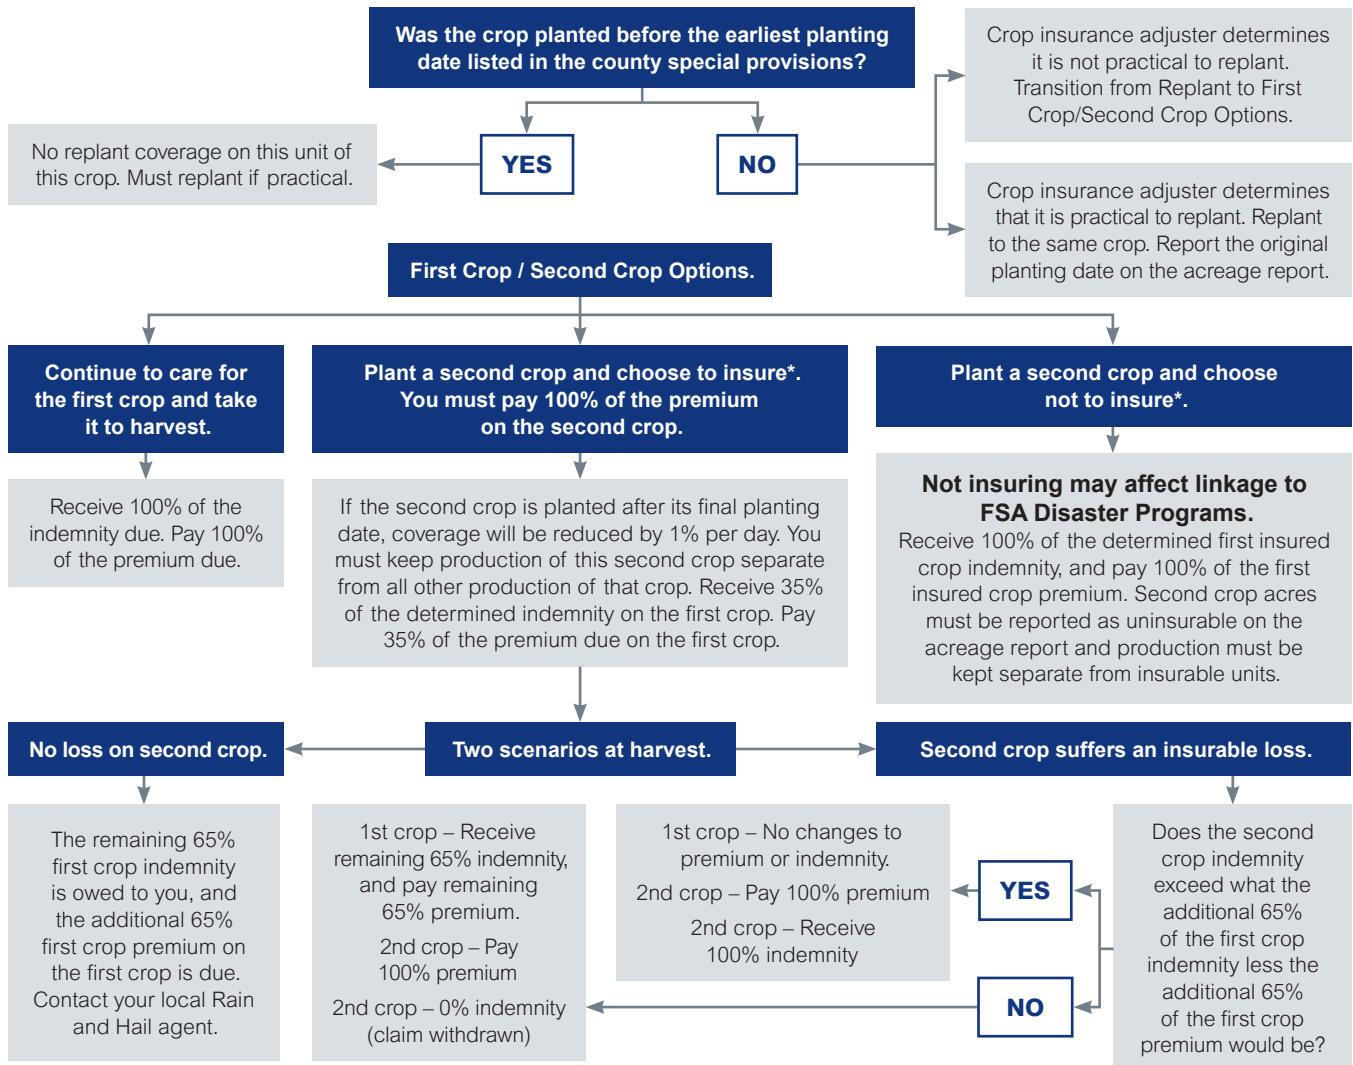 Was the crop planted before the earliest planting
date listed in the county special provisions?
Crop insurance adjuster determines
it is not practical to replant.
Transition from Replant to First
Crop/Second Crop Options.
No replant coverage on this unit of
this crop. Must replant if practical.
YES
NO
Crop insurance adjuster determines
that it is practical to replant. Replant
to the same crop. Report the original
planting date on the acreage report.
First Crop / Second Crop Options.
Continue to care for
the first crop and take
it to harvest.
Plant a second crop and choose to insure*.
You must pay 100% of the premium
on the second crop.
Plant a second crop and choose
not to insure*.
Receive 100% of the
indemnity due. Pay 100%
of the premium due.
If the second crop is planted after its final planting
date, coverage will be reduced by 1% per day. You
must keep production of this second crop separate
from all other production of that crop. Receive 35%
of the determined indemnity on the first crop. Pay
35% of the premium due on the first crop.
Not insuring may affect linkage to
FSA Disaster Programs.
Receive 100% of the determined first insured
crop indemnity, and pay 100% of the first
insured crop premium. Second crop acres
must be reported as uninsurable on the
acreage report and production must be
kept separate from insurable units.
No loss on second crop.
Two scenarios at harvest.
Second crop suffers an insurable loss.
The remaining 65%
first crop indemnity
is owed to you, and
the additional 65%
first crop premium on
the first crop is due.
Contact your local Rain
and Hail agent.
1st crop – Receive
remaining 65% indemnity,
and pay remaining
65% premium.
2nd crop – Pay
100% premium
2nd crop – 0% indemnity
(claim withdrawn)
1st crop – No changes to
premium or indemnity.
2nd crop – Pay 100% premium
2nd crop – Receive
100% indemnity
YES
NO
Does the second
crop indemnity
exceed what the
additional 65%
of the first crop
indemnity less the
additional 65%
of the first crop
premium would be?